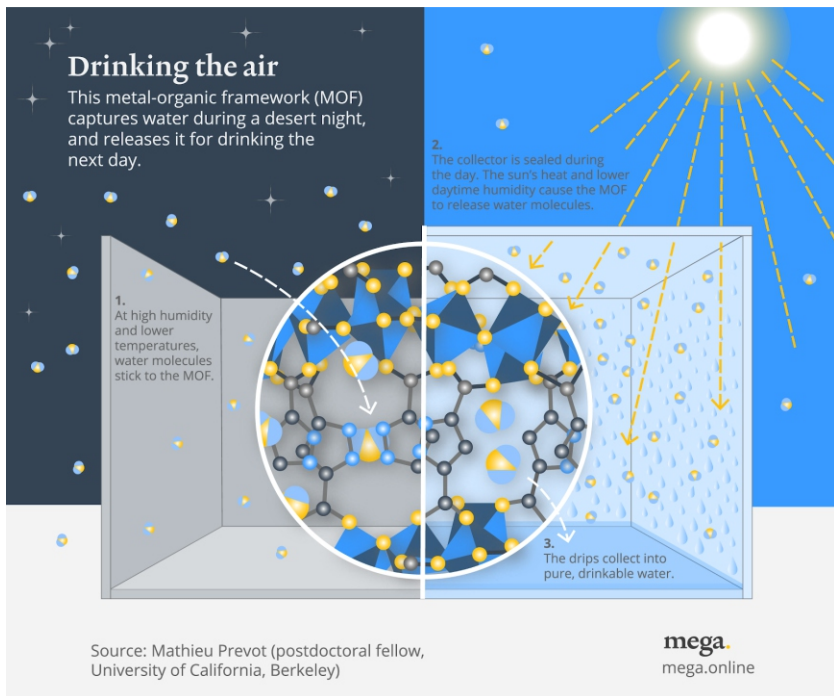 Drinking the air
This metal-organic framework (MOF)
captures water during a desert night,
and releases it for drinking the
next day.
1.
At high humidity
and lower
temperatures,
water molecules
stick to the MOF.
2.
The collector is sealed during
the day. The sun's heat and lower
daytime humidity cause the MOF
to release water molecules.
3.
The drips collect into
pure, drinkable water.
Source: Mathieu Prevot (postdoctoral fellow,
University of California, Berkeley)
mega.
mega.online